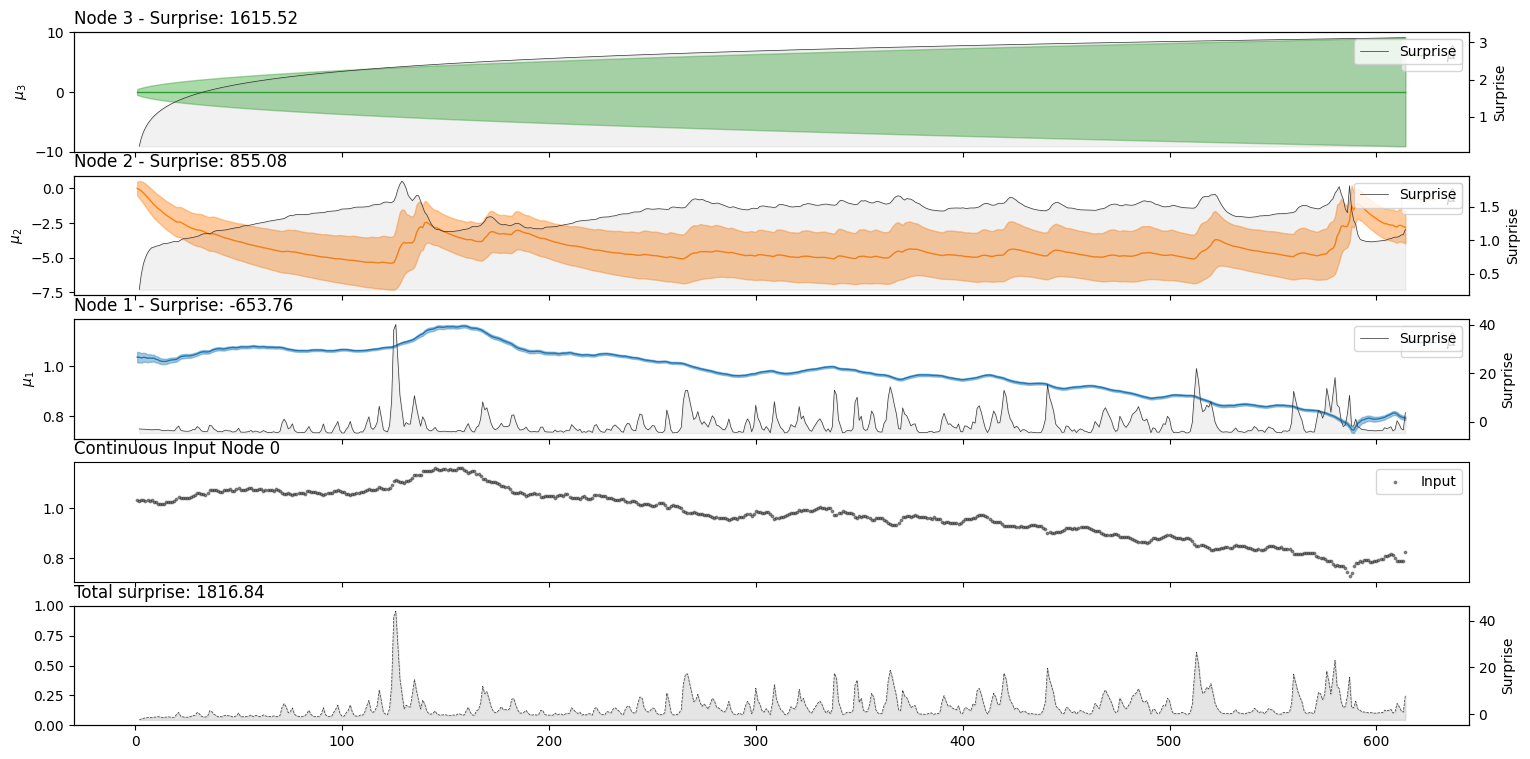 Node 3 - Surprise: 1615.52
10
0
−10
μ3
Surprise
3
2
1
Surprise
Node 2 - Surprise: 855.08
0.0
−2.5
−5.0
−7.5
μ2
Surprise
1.5
1.0
0.5
Surprise
Node 1 - Surprise: -653.76
1.0
0.8
μ1
Surprise
40
20
0
Surprise
Continuous Input Node 0
1.0
0.8
Input
Total surprise: 1816.84
1.00
0.75
0.50
0.25
0.00
40
20
0
Surprise
0 100 200 300 400 500 600